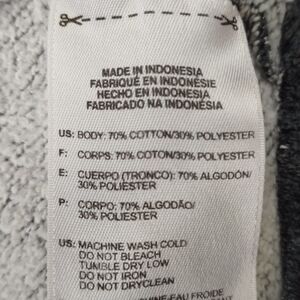 MADE IN INDONESIA
FABRIQUÉ EN INDONÉSIE
HECHO EN INDONESIA
FABRICADO NA INDONÉSIA
US: BODY: 70% COTTON/30% POLYESTER
F: CORPS: 70% COTON/30% POLYESTER
E: CUERPO (TRONCO): 70% ALGODÓN/
30% POLIÉSTER
P: CORPO: 70% ALGODÃO/
30% POLIÉSTER
US: MACHINE WASH COLD
DO NOT BLEACH
TUMBLE DRY LOW
DO NOT IRON
DO NOT DRYCLEAN
EAU FROIDE